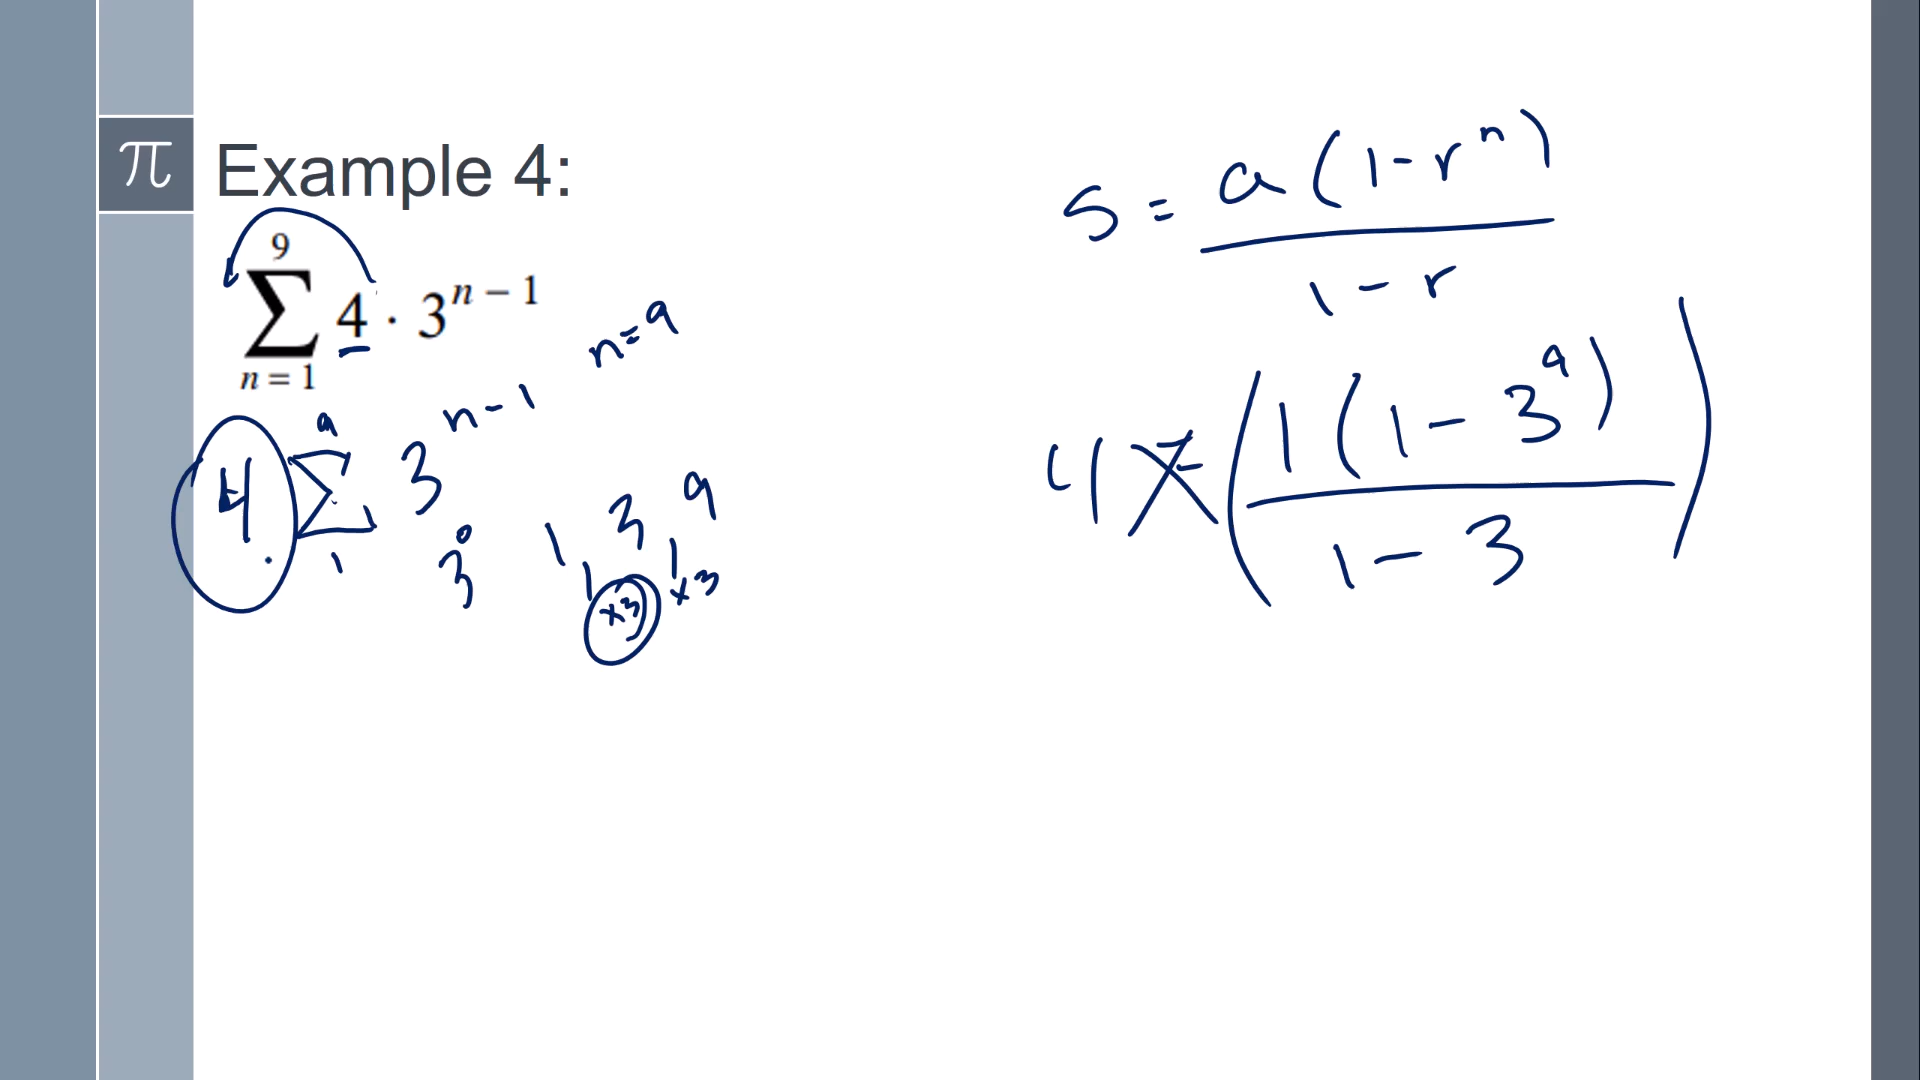 π Example 4:
9
∑ 4 · 3^{n − 1}
n = 1
n = 9
9
4 ∑ 3^{n-1}
1
3^0 1, 3, 9
×3 ×3
S = a(1-r^n)
1 - r
4 × (1(1-3^9))
1 - 3